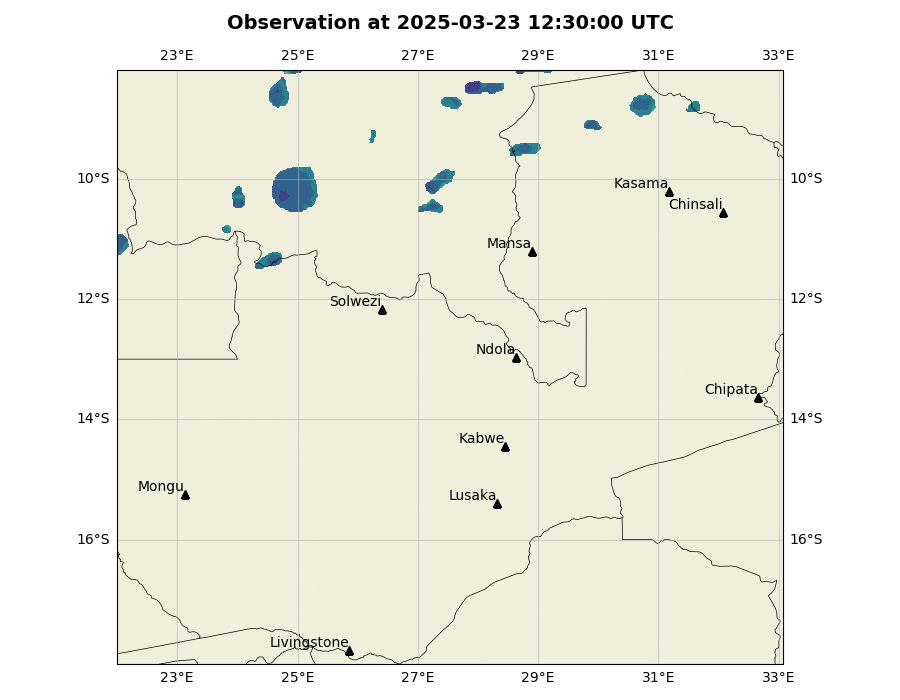 Observation at 2025-03-23 12:30:00 UTC
23°E 25°E 27°E 29°E 31°E 33°E
10°S 10°S
Kasama
Chinsali
Mansa
12°S 12°S
Solwezi
Ndola
Chipata
14°S 14°S
Kabwe
Mongu
Lusaka
16°S 16°S
Livingstone
23°E 25°E 27°E 29°E 31°E 33°E